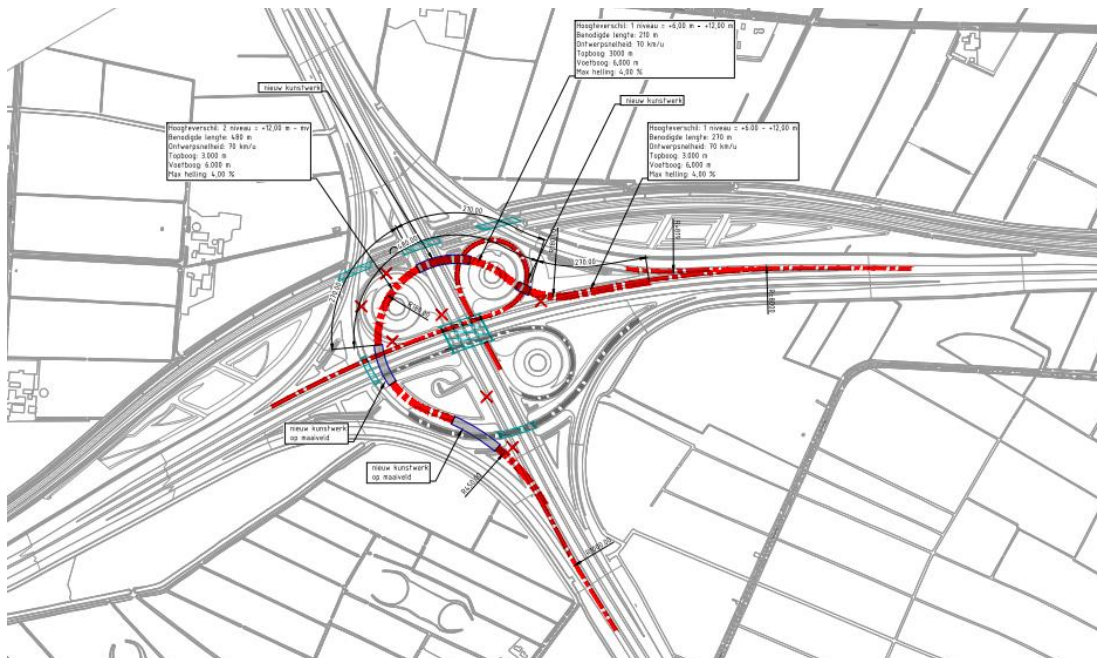 Hoogteverschil: 1 niveau = +6,00 m - +12,00 m
Benodigde lengte: 210 m
Ontwerpsnelheid: 70 km/u
Topboog: 3000 m
Voetboog: 6,000 m
Max helling: 4,00 %
nieuw kunstwerk
nieuw kunstwerk
Hoogteverschil: 2 niveau = +12,00 m - mv
Benodigde lengte: 480 m
Ontwerpsnelheid: 70 km/u
Topboog: 3.000 m
Voetboog: 6.000 m
Max helling: 4,00 %
Hoogteverschil: 1 niveau = +6.00 - +12,00 m
Benodigde lengte: 270 m
Ontwerpsnelheid: 70 km/u
Topboog: 3.000 m
Voetboog: 6,000 m
Max helling: 4,00 %
210.00
270.00
nieuw kunstwerk
op maaiveld
nieuw kunstwerk
op maaiveld
R450.00